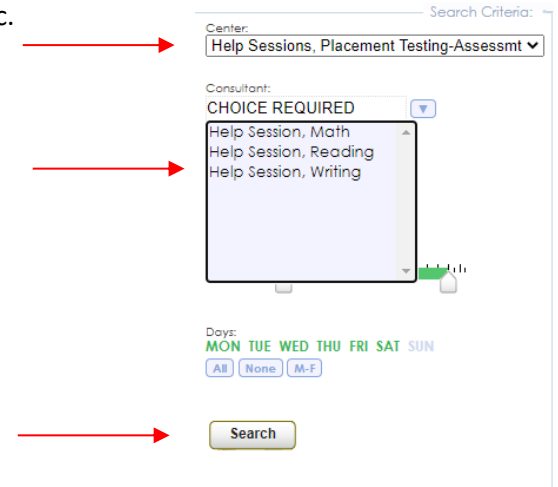 c.
Search Criteria:
Center:
Help Sessions, Placement Testing-Assessmt
Consultant:
CHOICE REQUIRED
Help Session, Math
Help Session, Reading
Help Session, Writing
Days:
MON TUE WED THU FRI SAT SUN
All None M-F
Search